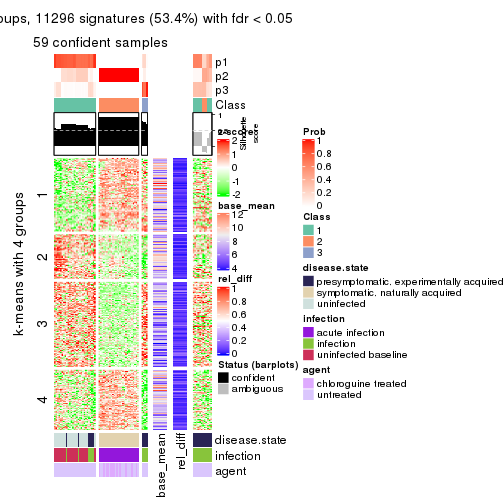 oups, 11296 signatures (53.4%) with fdr < 0.05
59 confident samples
p1
p2
p3
Class
1
Silhouette
score
z-score
2
1
0
-1
-2
base_mean
12
10
8
6
4
rel_diff
1
0.8
0.6
0.4
0.2
0
Status (barplots)
confident
ambiguous
Prob
1
0.8
0.6
0.4
0.2
0
Class
1
2
3
disease.state
presymptomatic, experimentally acquired
symptomatic, naturally acquired
uninfected
infection
acute infection
infection
uninfected baseline
agent
chloroguine treated
untreated
k-means with 4 groups
1
2
3
4
disease.state
infection
agent
base_mean
rel_diff